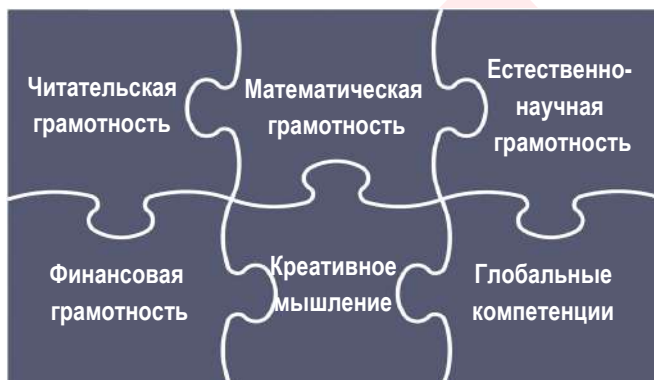 Читательская
грамотность
Математическая
грамотность
Естественно-
научная
грамотность
Финансовая
грамотность
Креативное
мышление
Глобальные
компетенции